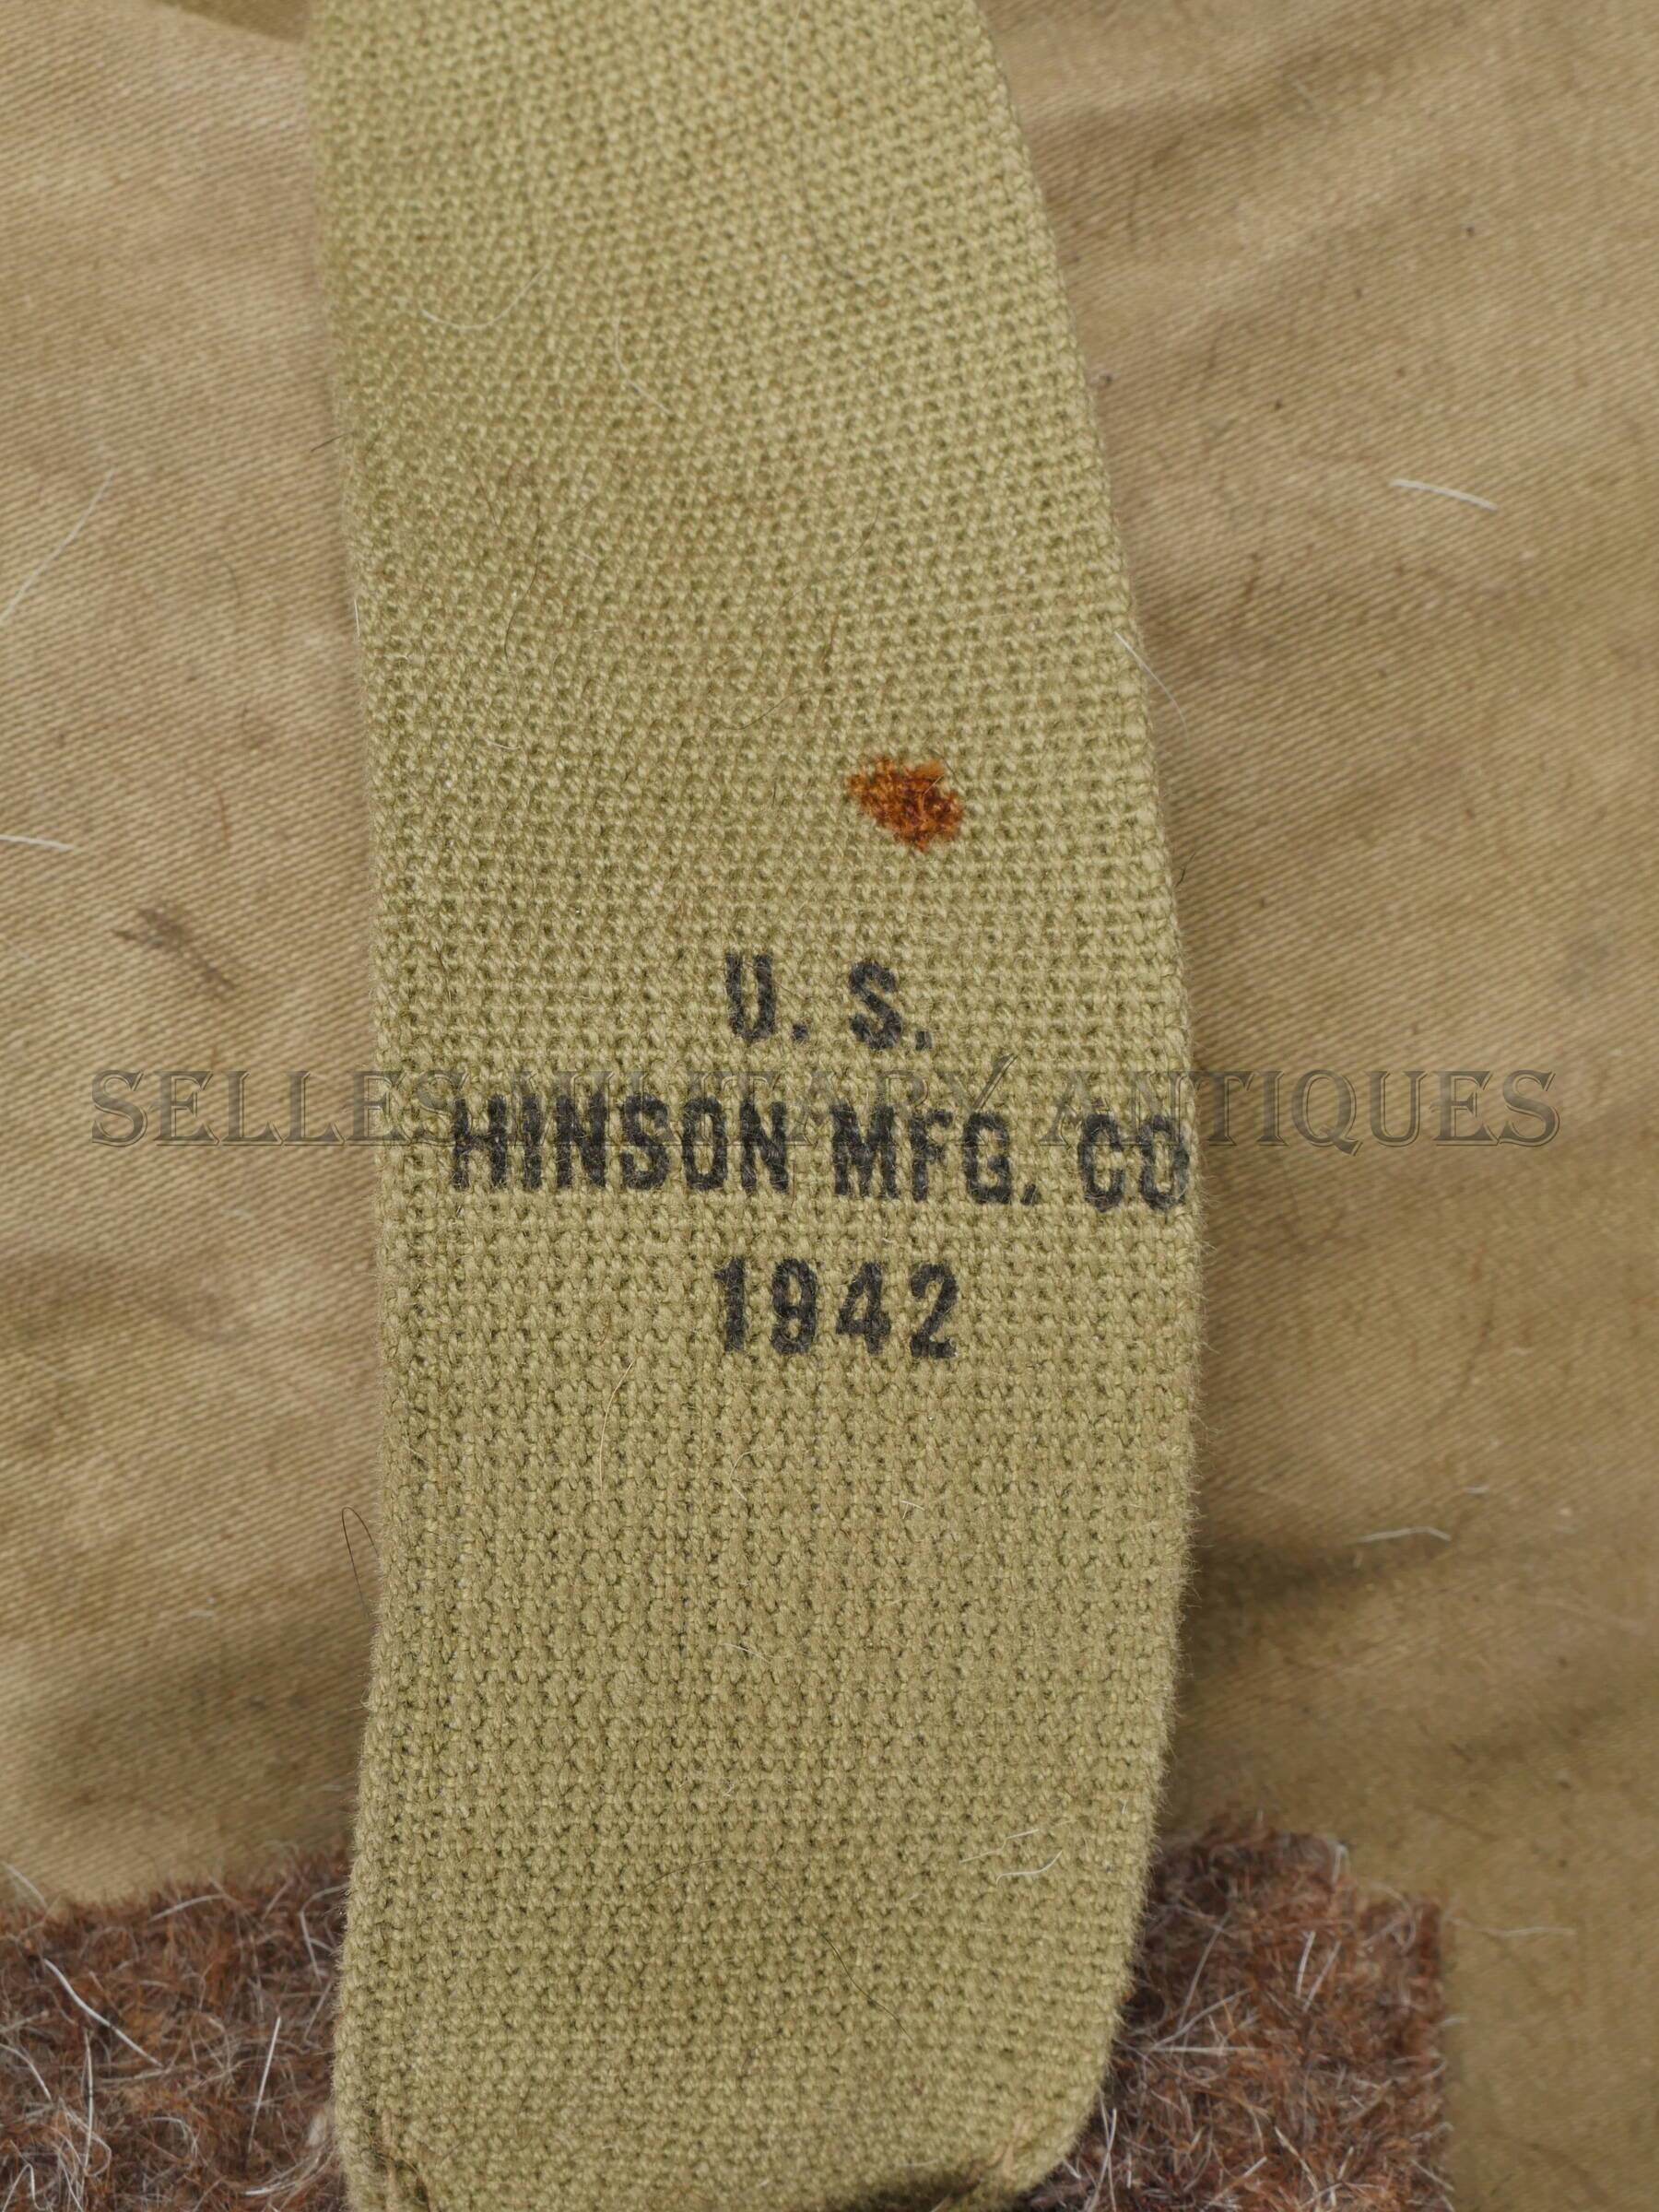 U. S.
SELLES MILITARY ANTIQUES
HINSON MFG. CO
1942